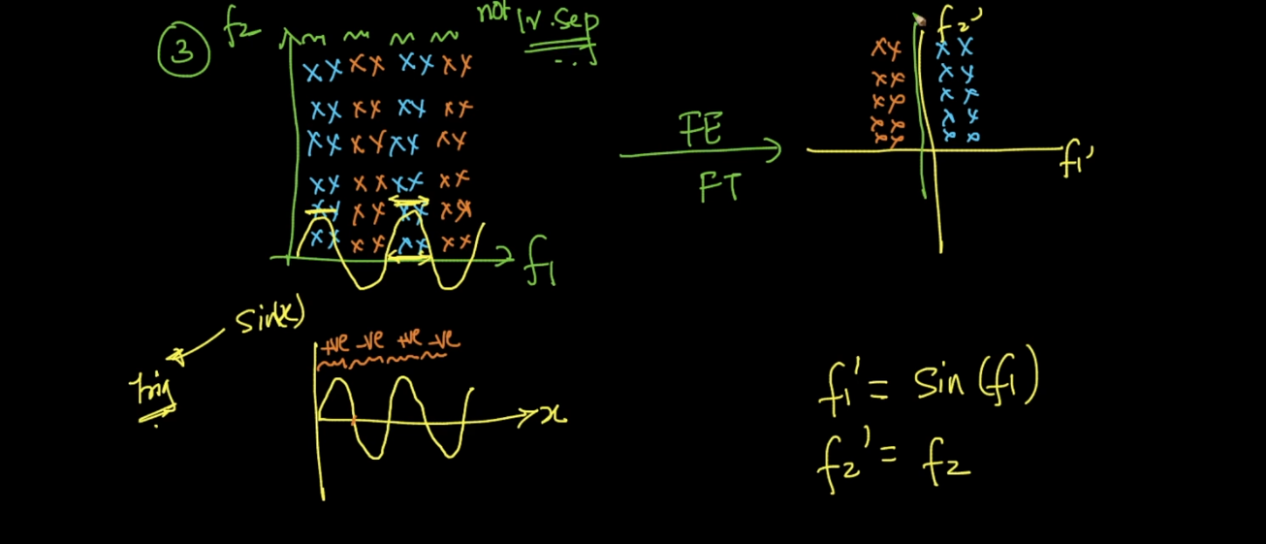 ③ f2 not lr. sep
...
f2'
FE
FT
f1'
f1
sin(x)
trig
+ve -ve +ve -ve
x
f1' = sin (f1)
f2' = f2